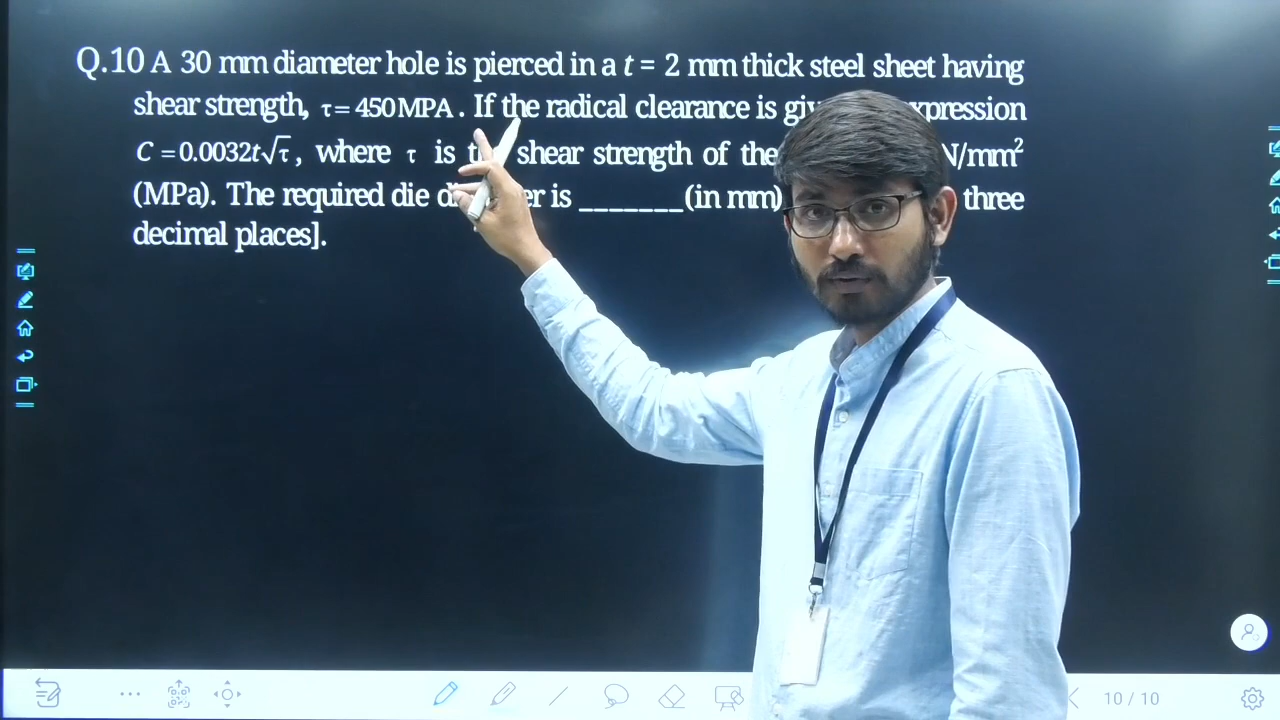 Q.10 A 30 mm diameter hole is pierced in a t = 2 mm thick steel sheet having
shear strength, τ = 450 MPA. If the radical clearance is
C = 0.0032t√τ, where τ is shear strength of the N/mm²
(MPa). The required die is _______(in mm) three
decimal places].
10 / 10